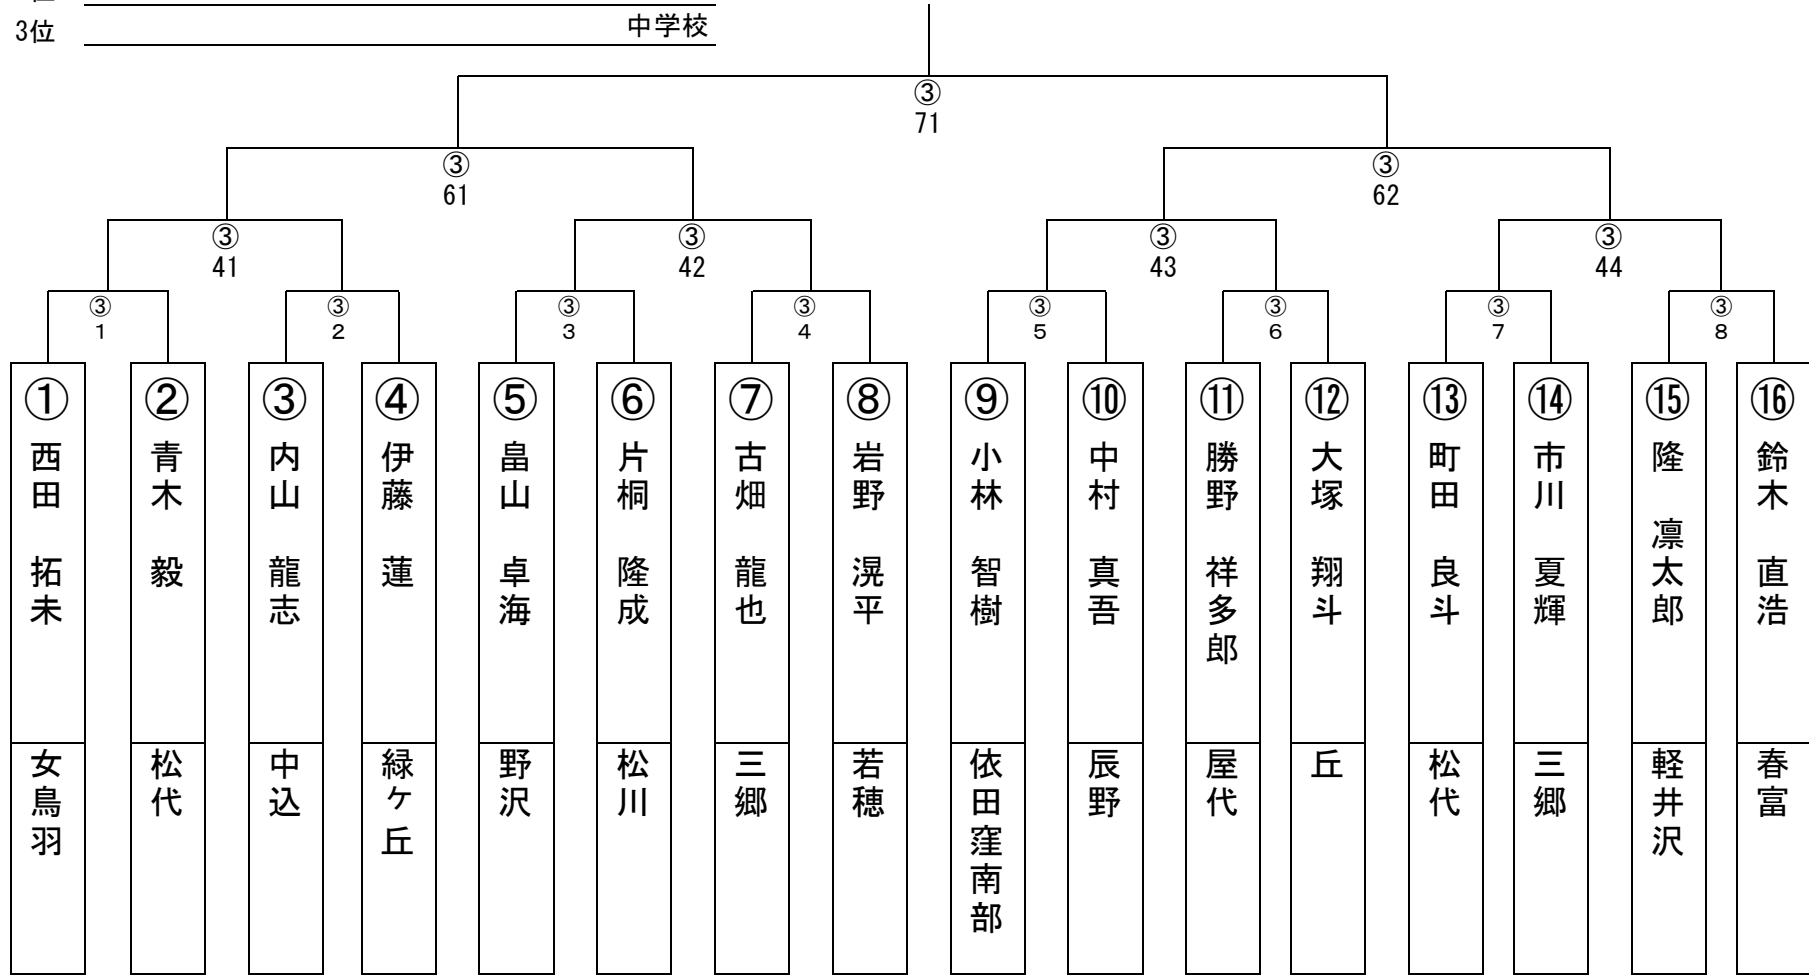 3位 中学校
③
71
③
61
③
62
③
41
③
42
③
43
③
44
③
1
③
2
③
3
③
4
③
5
③
6
③
7
③
8
① 西田 拓未 女鳥羽
② 青木 毅 松代
③ 内山 龍志 中込
④ 伊藤 蓮 緑ケ丘
⑤ 畠山 卓海 野沢
⑥ 片桐 隆成 松川
⑦ 古畑 龍也 三郷
⑧ 岩野 滉平 若穂
⑨ 小林 智樹 依田窪南部
⑩ 中村 真吾 辰野
⑪ 勝野 祥多郎 屋代
⑫ 大塚 翔斗 丘
⑬ 町田 良斗 松代
⑭ 市川 夏輝 三郷
⑮ 隆 凛太郎 軽井沢
⑯ 鈴木 直浩 春富